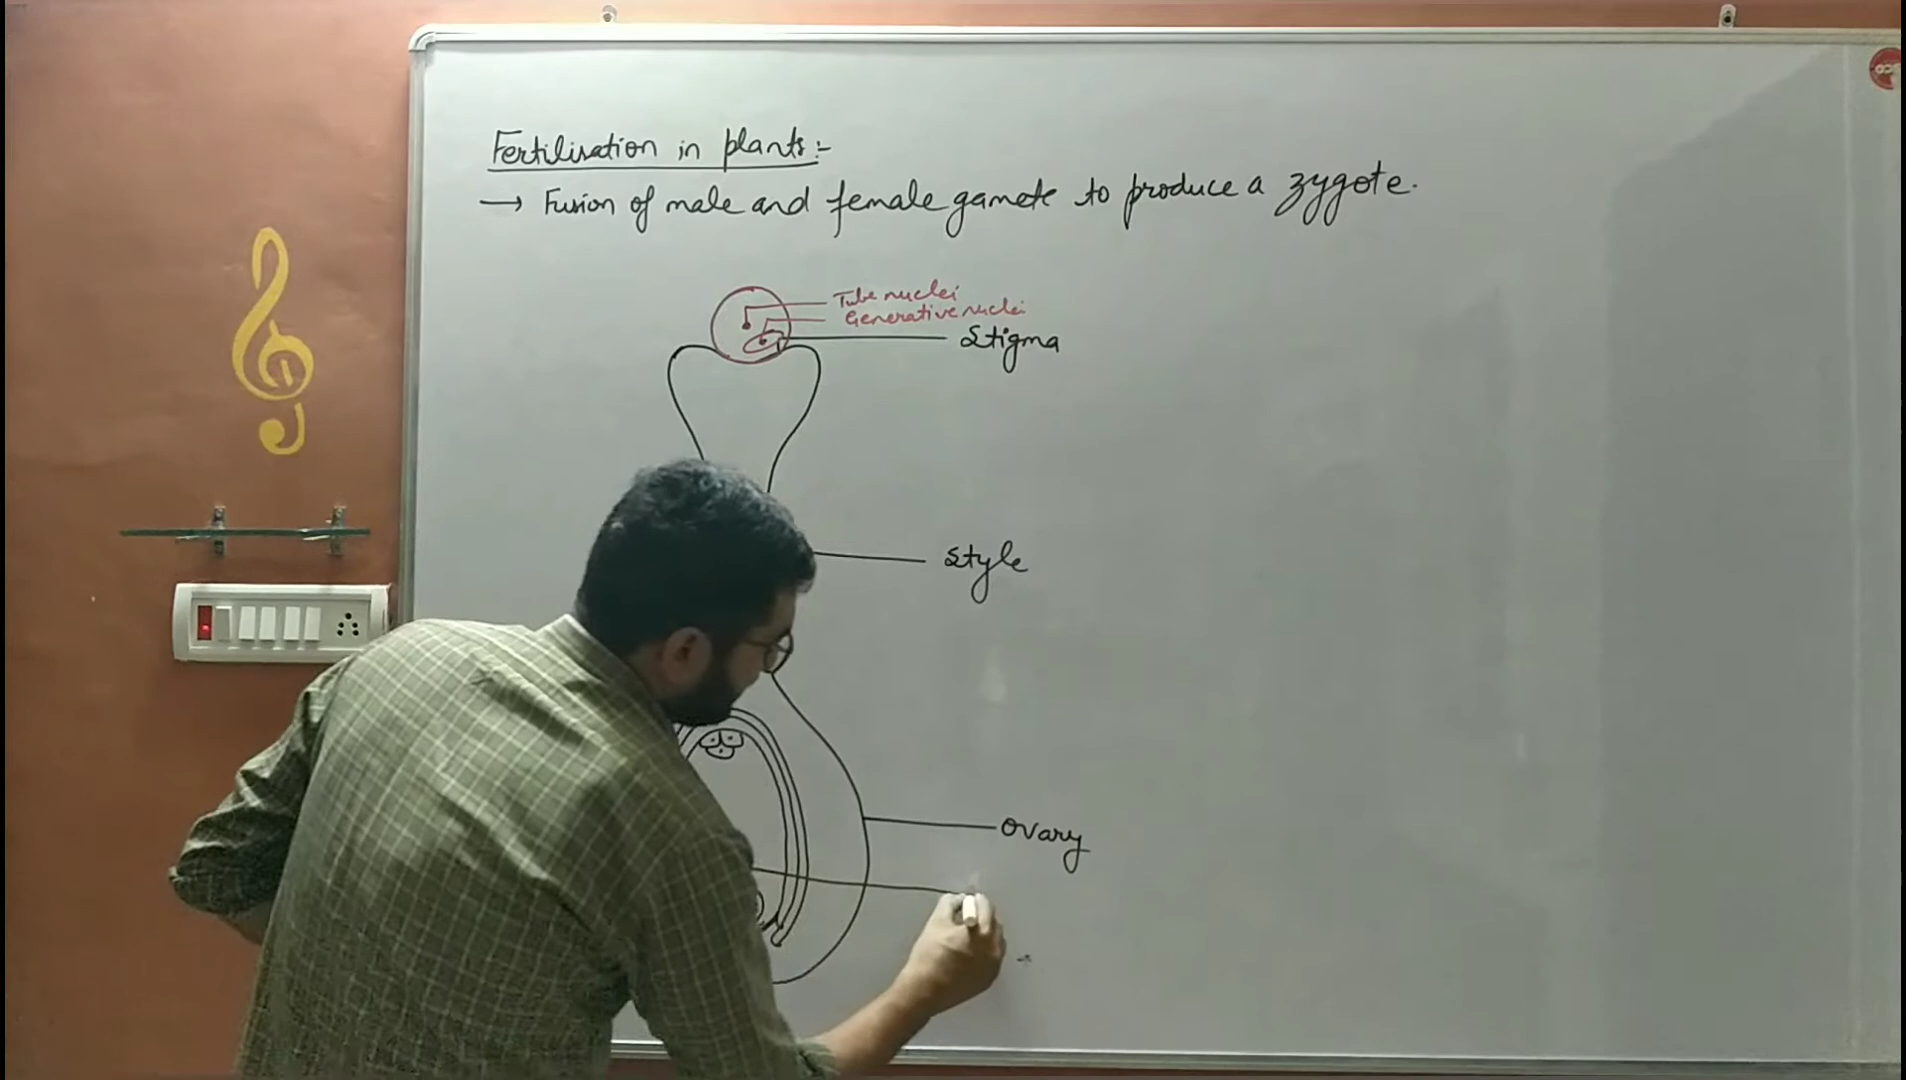 Fertilisation in plants:-
→ Fusion of male and female gamete to produce a zygote.
Tube nuclei
Generative nuclei
Stigma
Style
Ovary